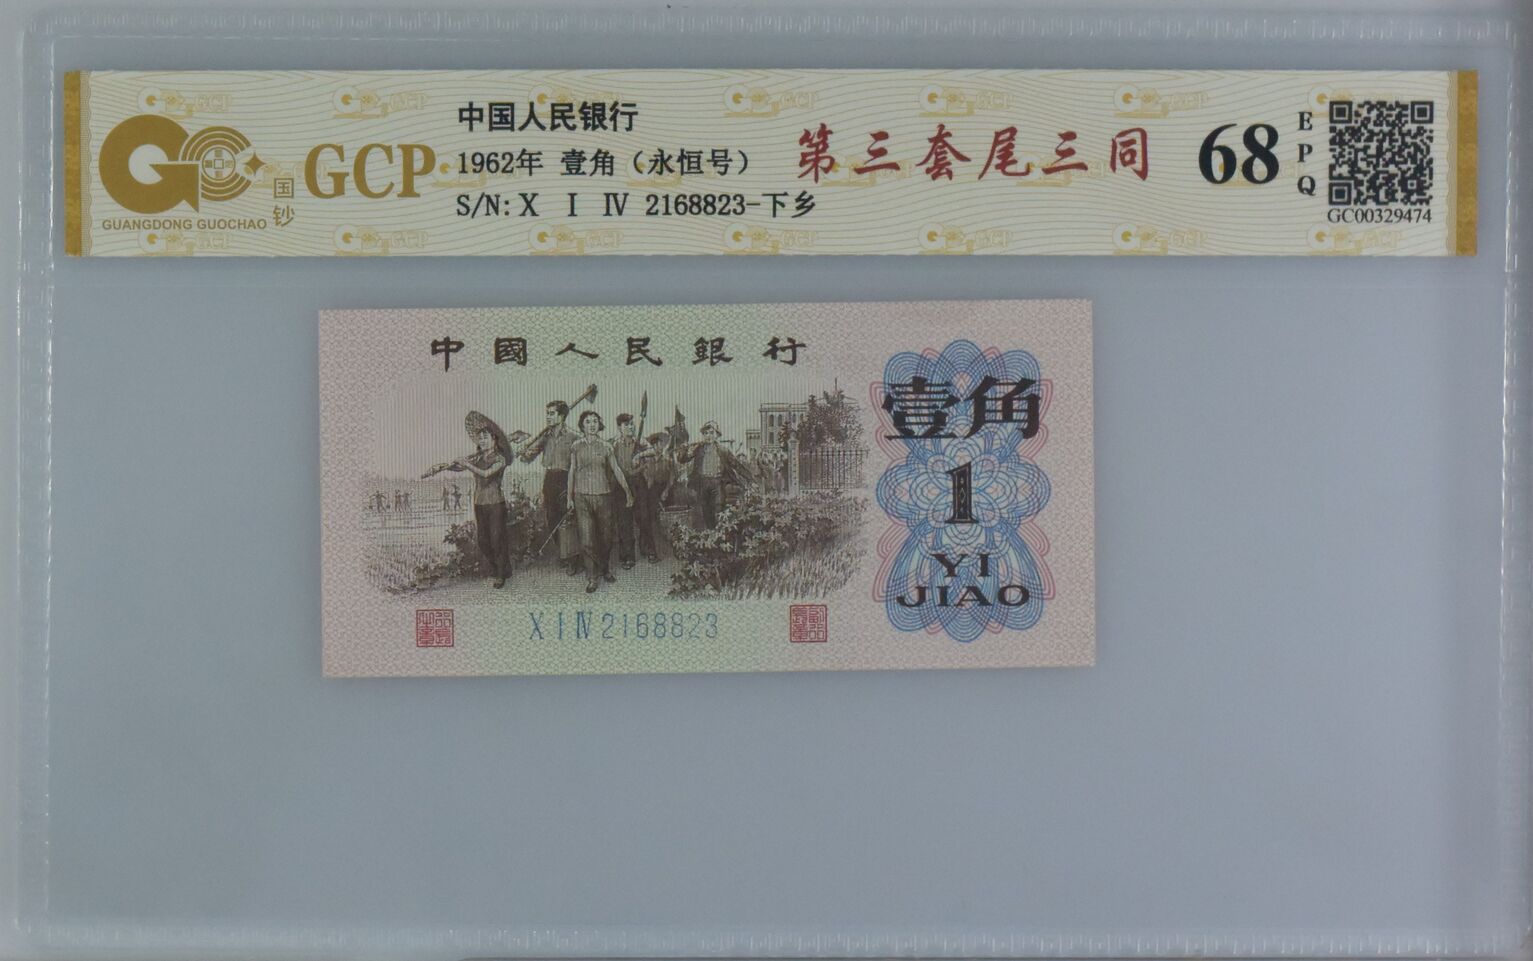 GUANGDONG GUOCHAO
国钞
GCP
中国人民银行
1962年 壹角（永恒号）
S/N: X Ⅰ Ⅳ 2168823-下乡
第三套尾三同
68
EPQ
GC00329474
中國人民銀行
壹角
1
YI
JIAO
X I Ⅳ 2168823